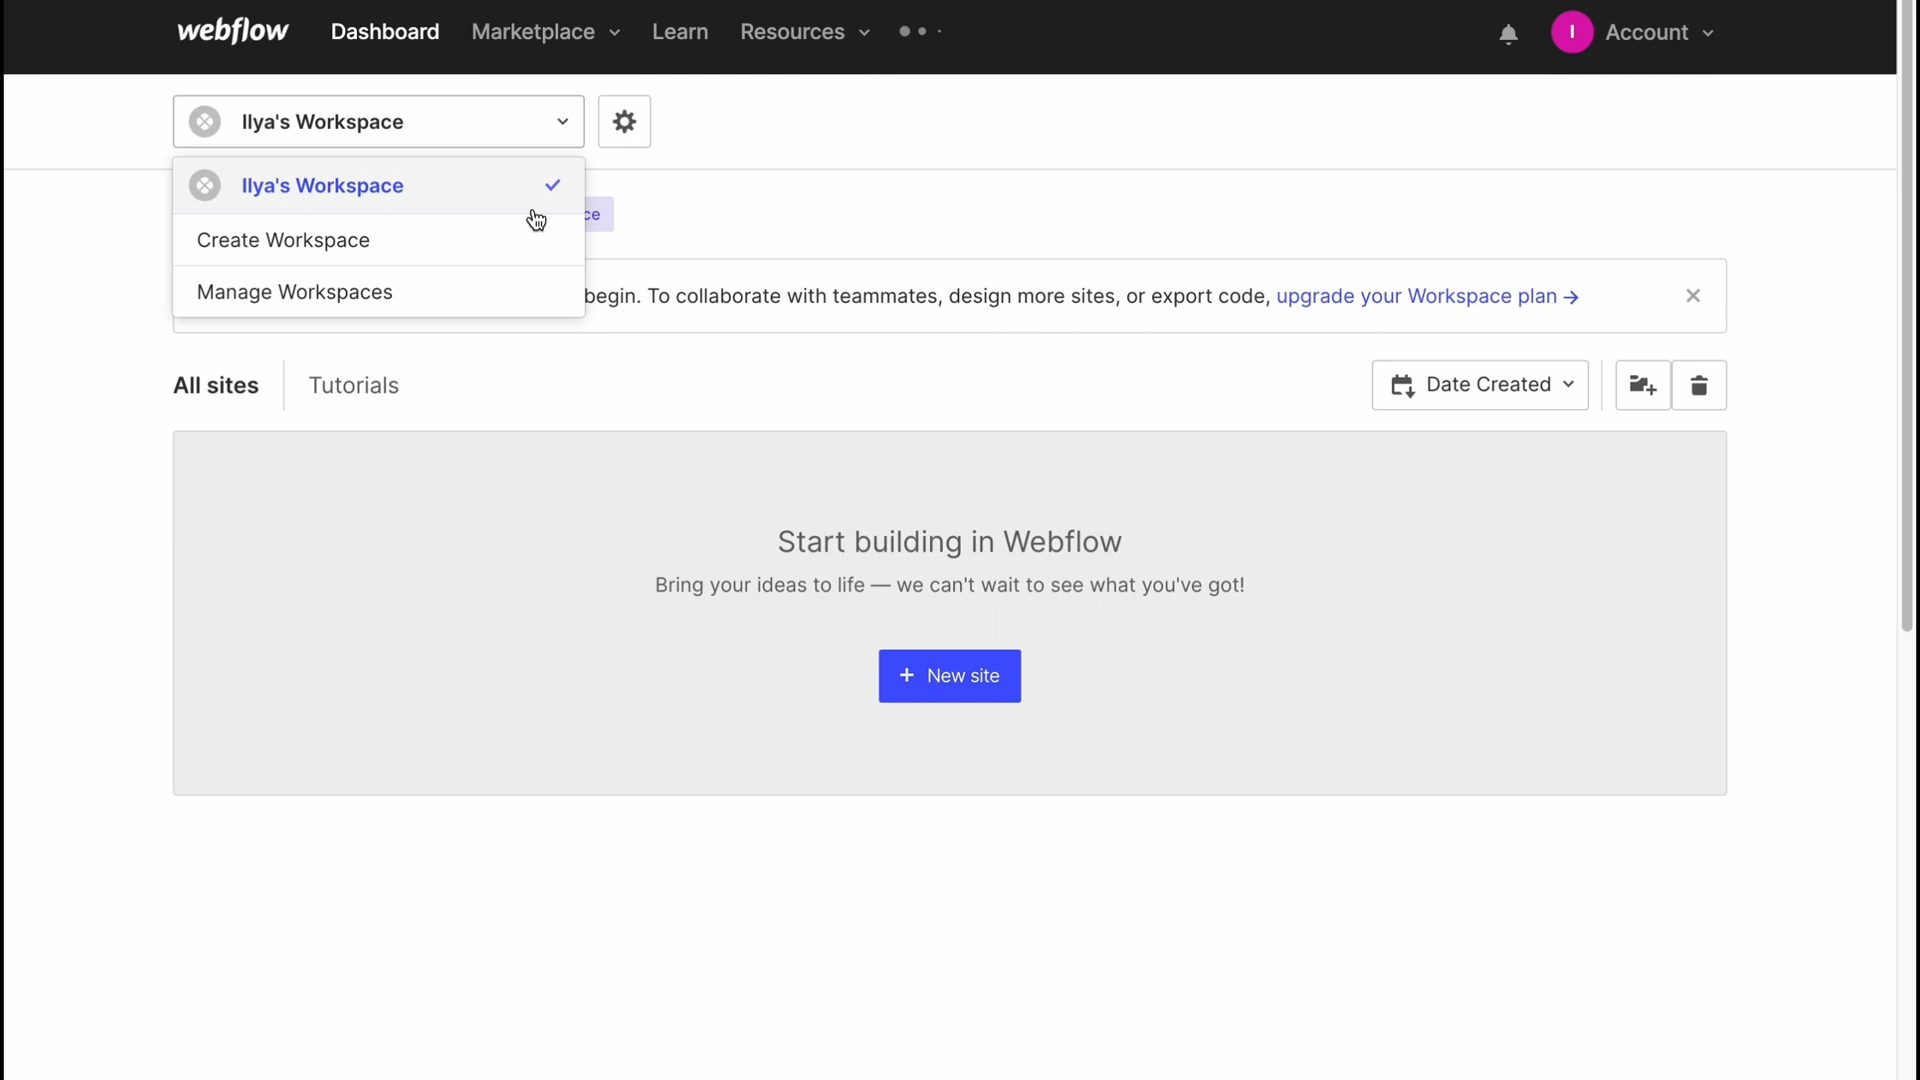 webflow Dashboard Marketplace Learn Resources I Account
Ilya's Workspace
Ilya's Workspace
Create Workspace
Manage Workspaces
begin. To collaborate with teammates, design more sites, or export code, upgrade your Workspace plan →
All sites Tutorials Date Created
Start building in Webflow
Bring your ideas to life — we can't wait to see what you've got!
+ New site